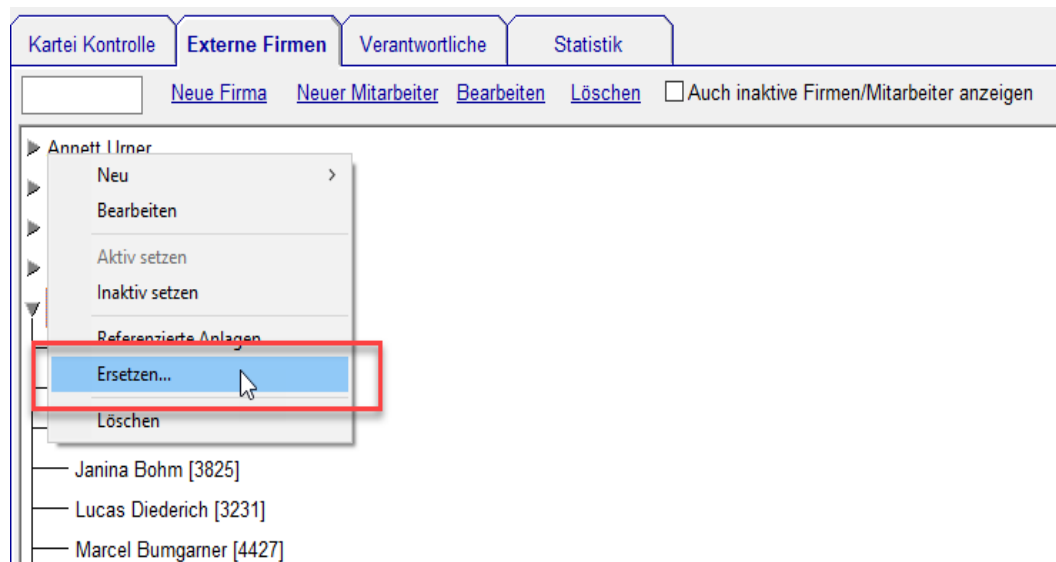 Kartei Kontrolle Externe Firmen Verantwortliche Statistik
Neue Firma Neuer Mitarbeiter Bearbeiten Löschen Auch inaktive Firmen/Mitarbeiter anzeigen
Annett Urner
Neu
Bearbeiten
Aktiv setzen
Inaktiv setzen
Referenzierte Anlagen
Ersetzen...
Löschen
Janina Bohm [3825]
Lucas Diederich [3231]
Marcel Bumgarner [4427]